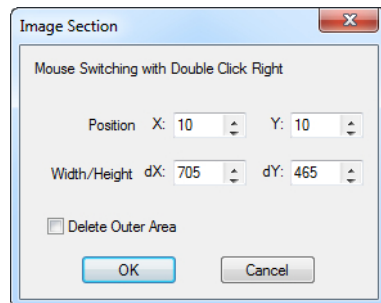 Image Section
Mouse Switching with Double Click Right
Position X: 10 Y: 10
Width/Height dX: 705 dY: 465
Delete Outer Area
OK Cancel